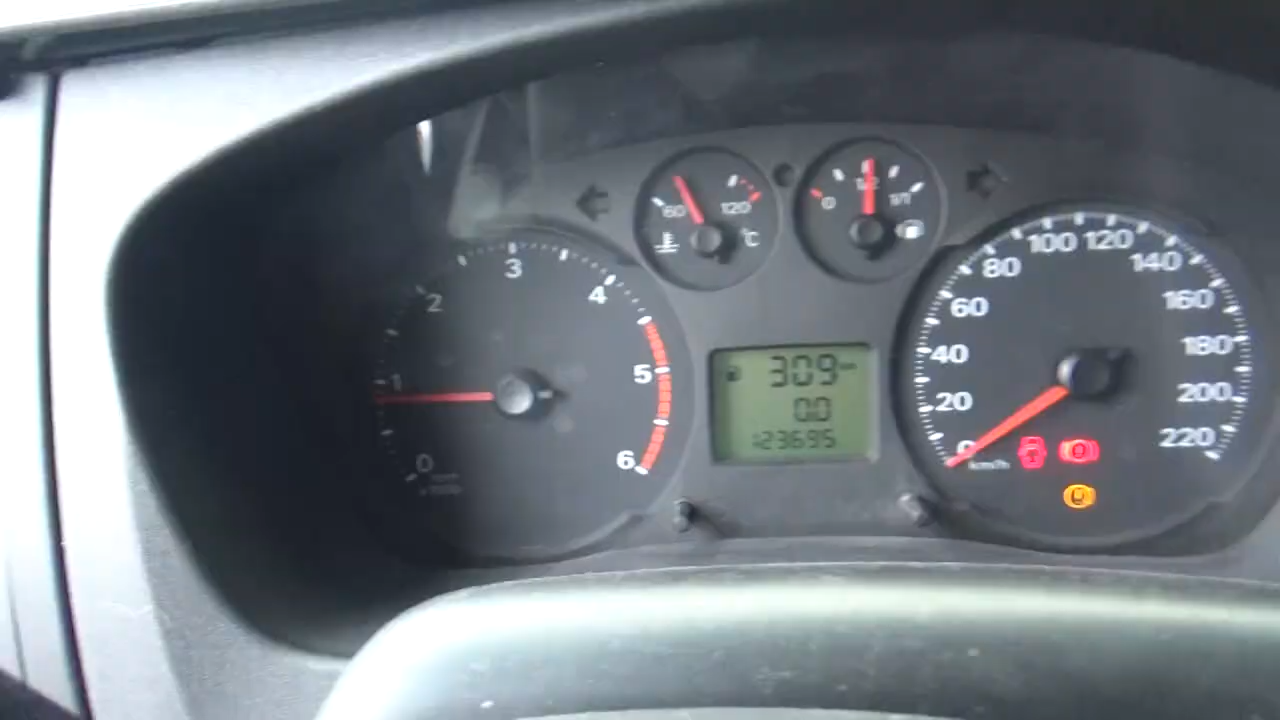 60 120 °C
0 1/2 1/1
0 1 2 3 4 5 6
309 km
0.0
123695
0 20 40 60 80 100 120 140 160 180 200 220
km/h